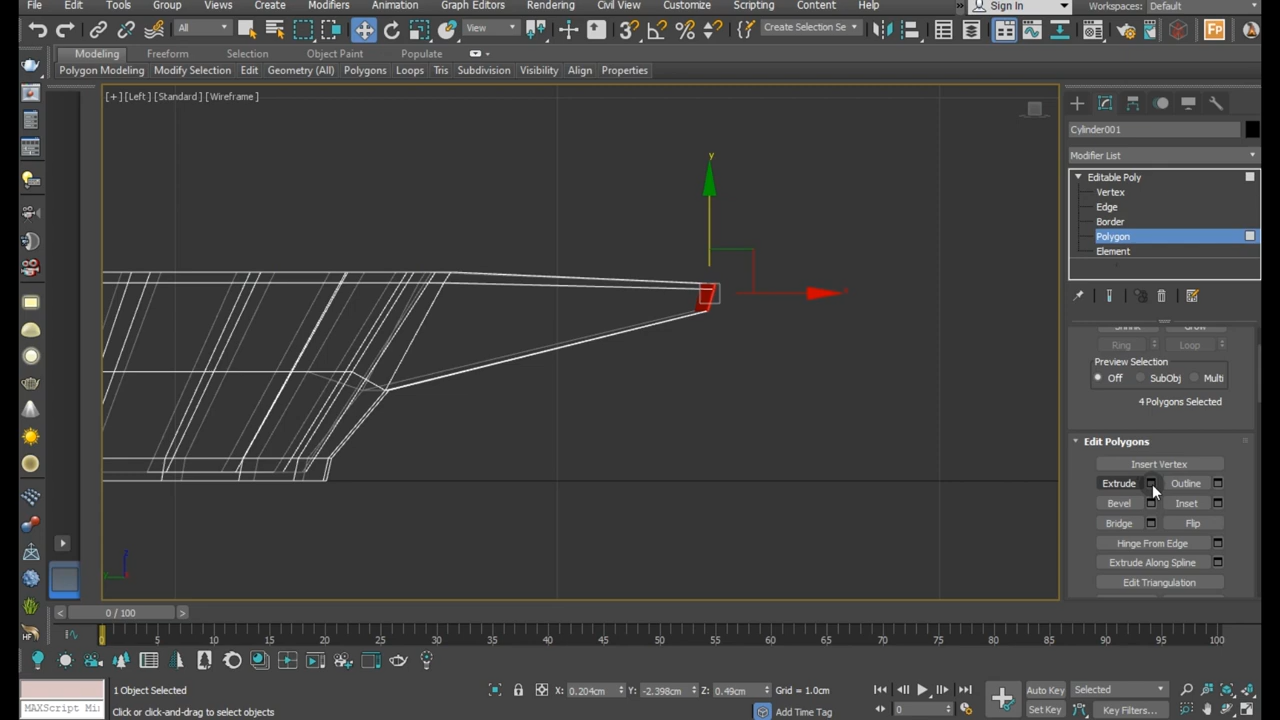 File Edit Tools Group Views Create Modifiers Animation Graph Editors Rendering Civil View Customize Scripting Content Help » Sign In Workspaces: Default
All View Create Selection Se
Modeling Freeform Selection Object Paint Populate
Polygon Modeling Modify Selection Edit Geometry (All) Polygons Loops Tris Subdivision Visibility Align Properties
[+] [Left] [Standard] [Wireframe]
y
x
Cylinder001
Modifier List
Editable Poly
Vertex
Edge
Border
Polygon
Element
Shrink Grow
Ring Loop
Preview Selection
Off SubObj Multi
4 Polygons Selected
Edit Polygons
Insert Vertex
Extrude Outline
Bevel Inset
Bridge Flip
Hinge From Edge
Extrude Along Spline
Edit Triangulation
< 0 / 100 >
0 5 10 15 20 25 30 35 40 45 50 55 60 65 70 75 80 85 90 95 100
1 Object Selected X: 0.204cm Y: -2.398cm Z: 0.49cm Grid = 1.0cm Auto Key Selected
MAXScript Mi Click or click-and-drag to select objects Add Time Tag 0 Set Key Key Filters...